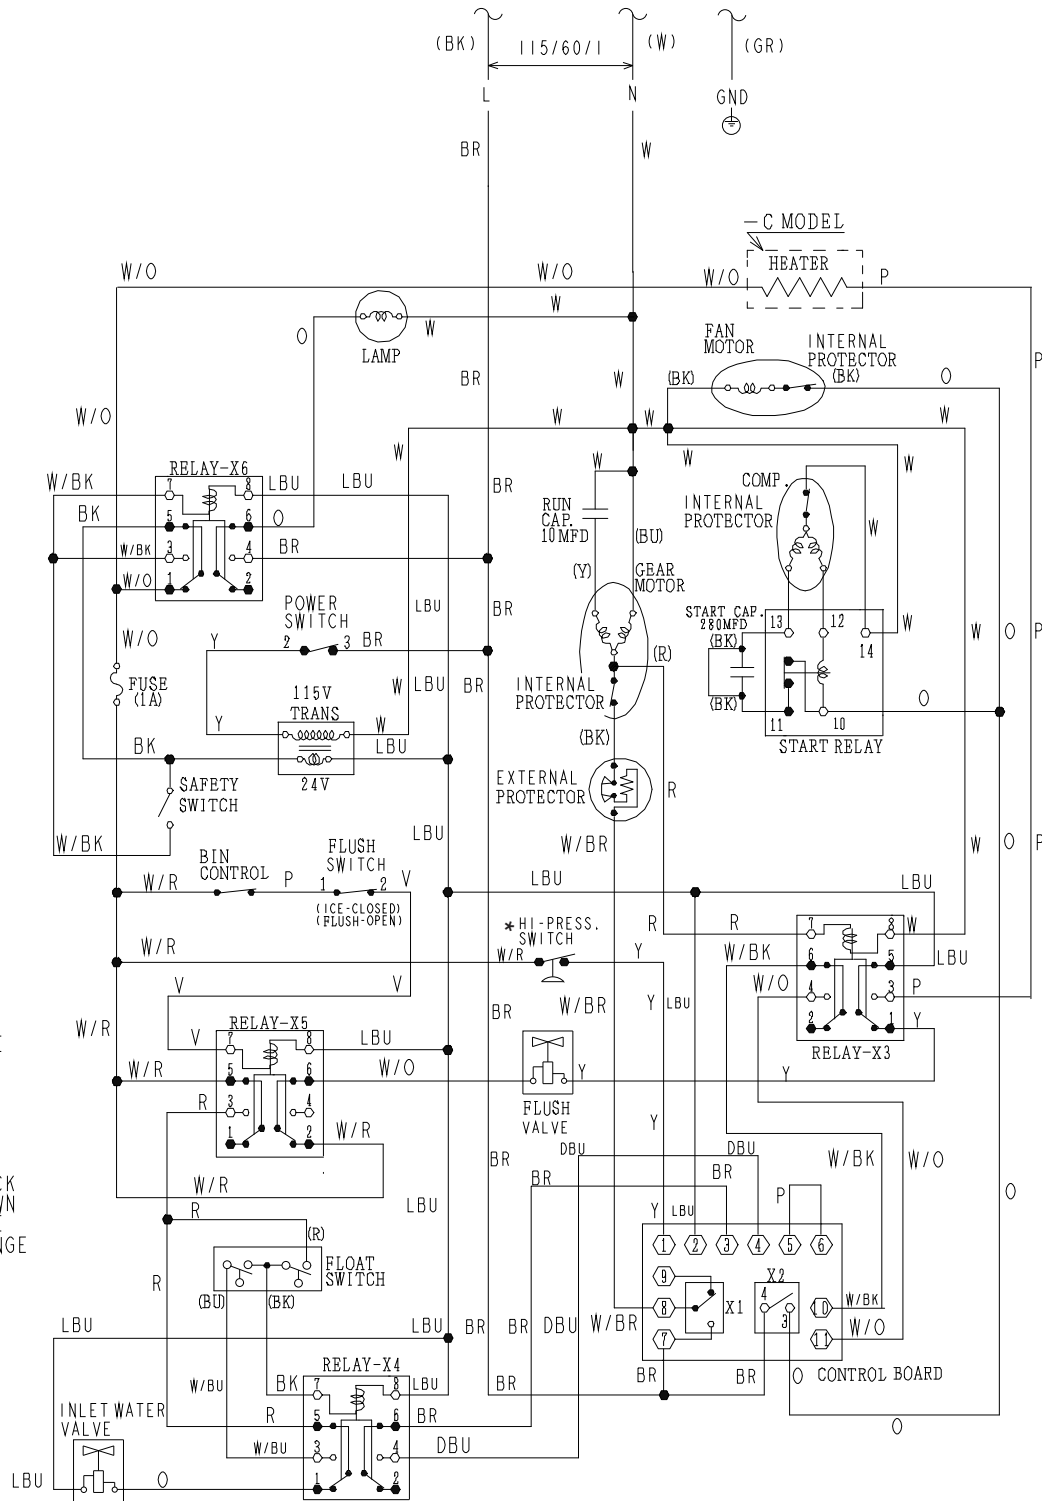 (BK)
115/60/1
(W)
(GR)
L
N
GND
BR
W
– C MODEL
HEATER
W/O
W/O
W/O
P
W
W
O
LAMP
FAN
MOTOR
INTERNAL
PROTECTOR
(BK)
(BK)
O
P
BR
W
W/O
W
W
W
W
RELAY-X6
W/BK
7
8
LBU
LBU
BK
5
6
O
W/BK
3
4
BR
W/O
1
2
BR
W
RUN
CAP.
10MFD
(BU)
(Y)
GEAR
MOTOR
COMP.
INTERNAL
PROTECTOR
W
W
W
START CAP.
280MFD
(BK)
(BK)
13
12
14
W
11
10
START RELAY
O
W
O
P
W/O
POWER
SWITCH
Y
2
3
BR
LBU
BR
(R)
INTERNAL
PROTECTOR
FUSE
(1A)
115V
TRANS
Y
W
W
LBU
BR
24V
LBU
BK
(BK)
EXTERNAL
PROTECTOR
R
SAFETY
SWITCH
LBU
W/BR
W/BK
W
O
P
BIN
CONTROL
FLUSH
SWITCH
W/R
P
1
2
V
(ICE-CLOSED)
(FLUSH-OPEN)
LBU
LBU
* HI-PRESS.
SWITCH
W/R
W/R
Y
R
R
7
8
W
W/BK
6
5
LBU
W/O
4
3
P
2
1
Y
RELAY-X3
V
V
W/BR
Y
LBU
BR
W/R
RELAY-X5
V
7
8
LBU
W/R
5
6
W/O
R
3
4
1
2
W/R
Y
Y
FLUSH
VALVE
Y
DBU
DBU
BR
BR
BR
P
W/BK
W/O
O
W/R
LBU
CK
WN
NGE
R
(R)
FLOAT
SWITCH
R
(BU)
(BK)
Y
LBU
1
2
3
4
5
6
9
8
7
X1
X2
4
3
10
11
W/BK
W/O
LBU
LBU
BR
BR
DBU
W/BR
BR
BR
O
CONTROL BOARD
BR
O
RELAY-X4
W/BU
BK
7
8
LBU
R
5
6
BR
W/BU
3
4
DBU
1
2
INLET WATER
VALVE
LBU
O